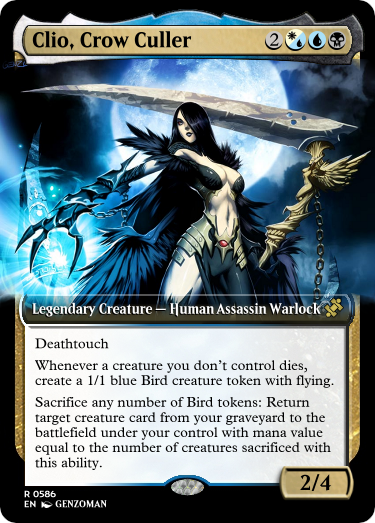 Clio, Crow Culler 2
Legendary Creature — Human Assassin Warlock
Deathtouch
Whenever a creature you don't control dies,
create a 1/1 blue Bird creature token with flying.
Sacrifice any number of Bird tokens: Return
target creature card from your graveyard to the
battlefield under your control with mana value
equal to the number of creatures sacrificed with
this ability.
2/4
R 0586
EN GENZOMAN